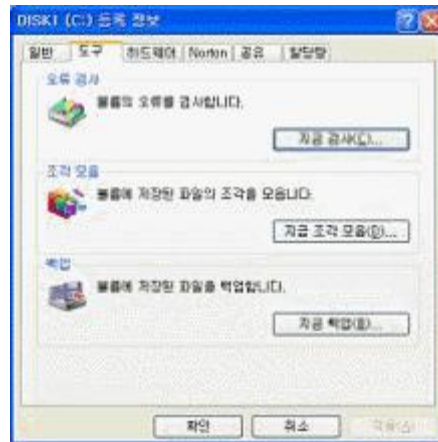 DISK1 (C:) 등록 정보
일반 도구 하드웨어 Norton 공유 할당량
오류 검사
볼륨의 오류를 검사합니다.
지금 검사(C)...
조각 모음
볼륨에 저장된 파일의 조각을 모읍니다.
지금 조각 모음(D)...
백업
볼륨에 저장된 파일을 백업합니다.
지금 백업(B)...
확인 취소 적용(A)